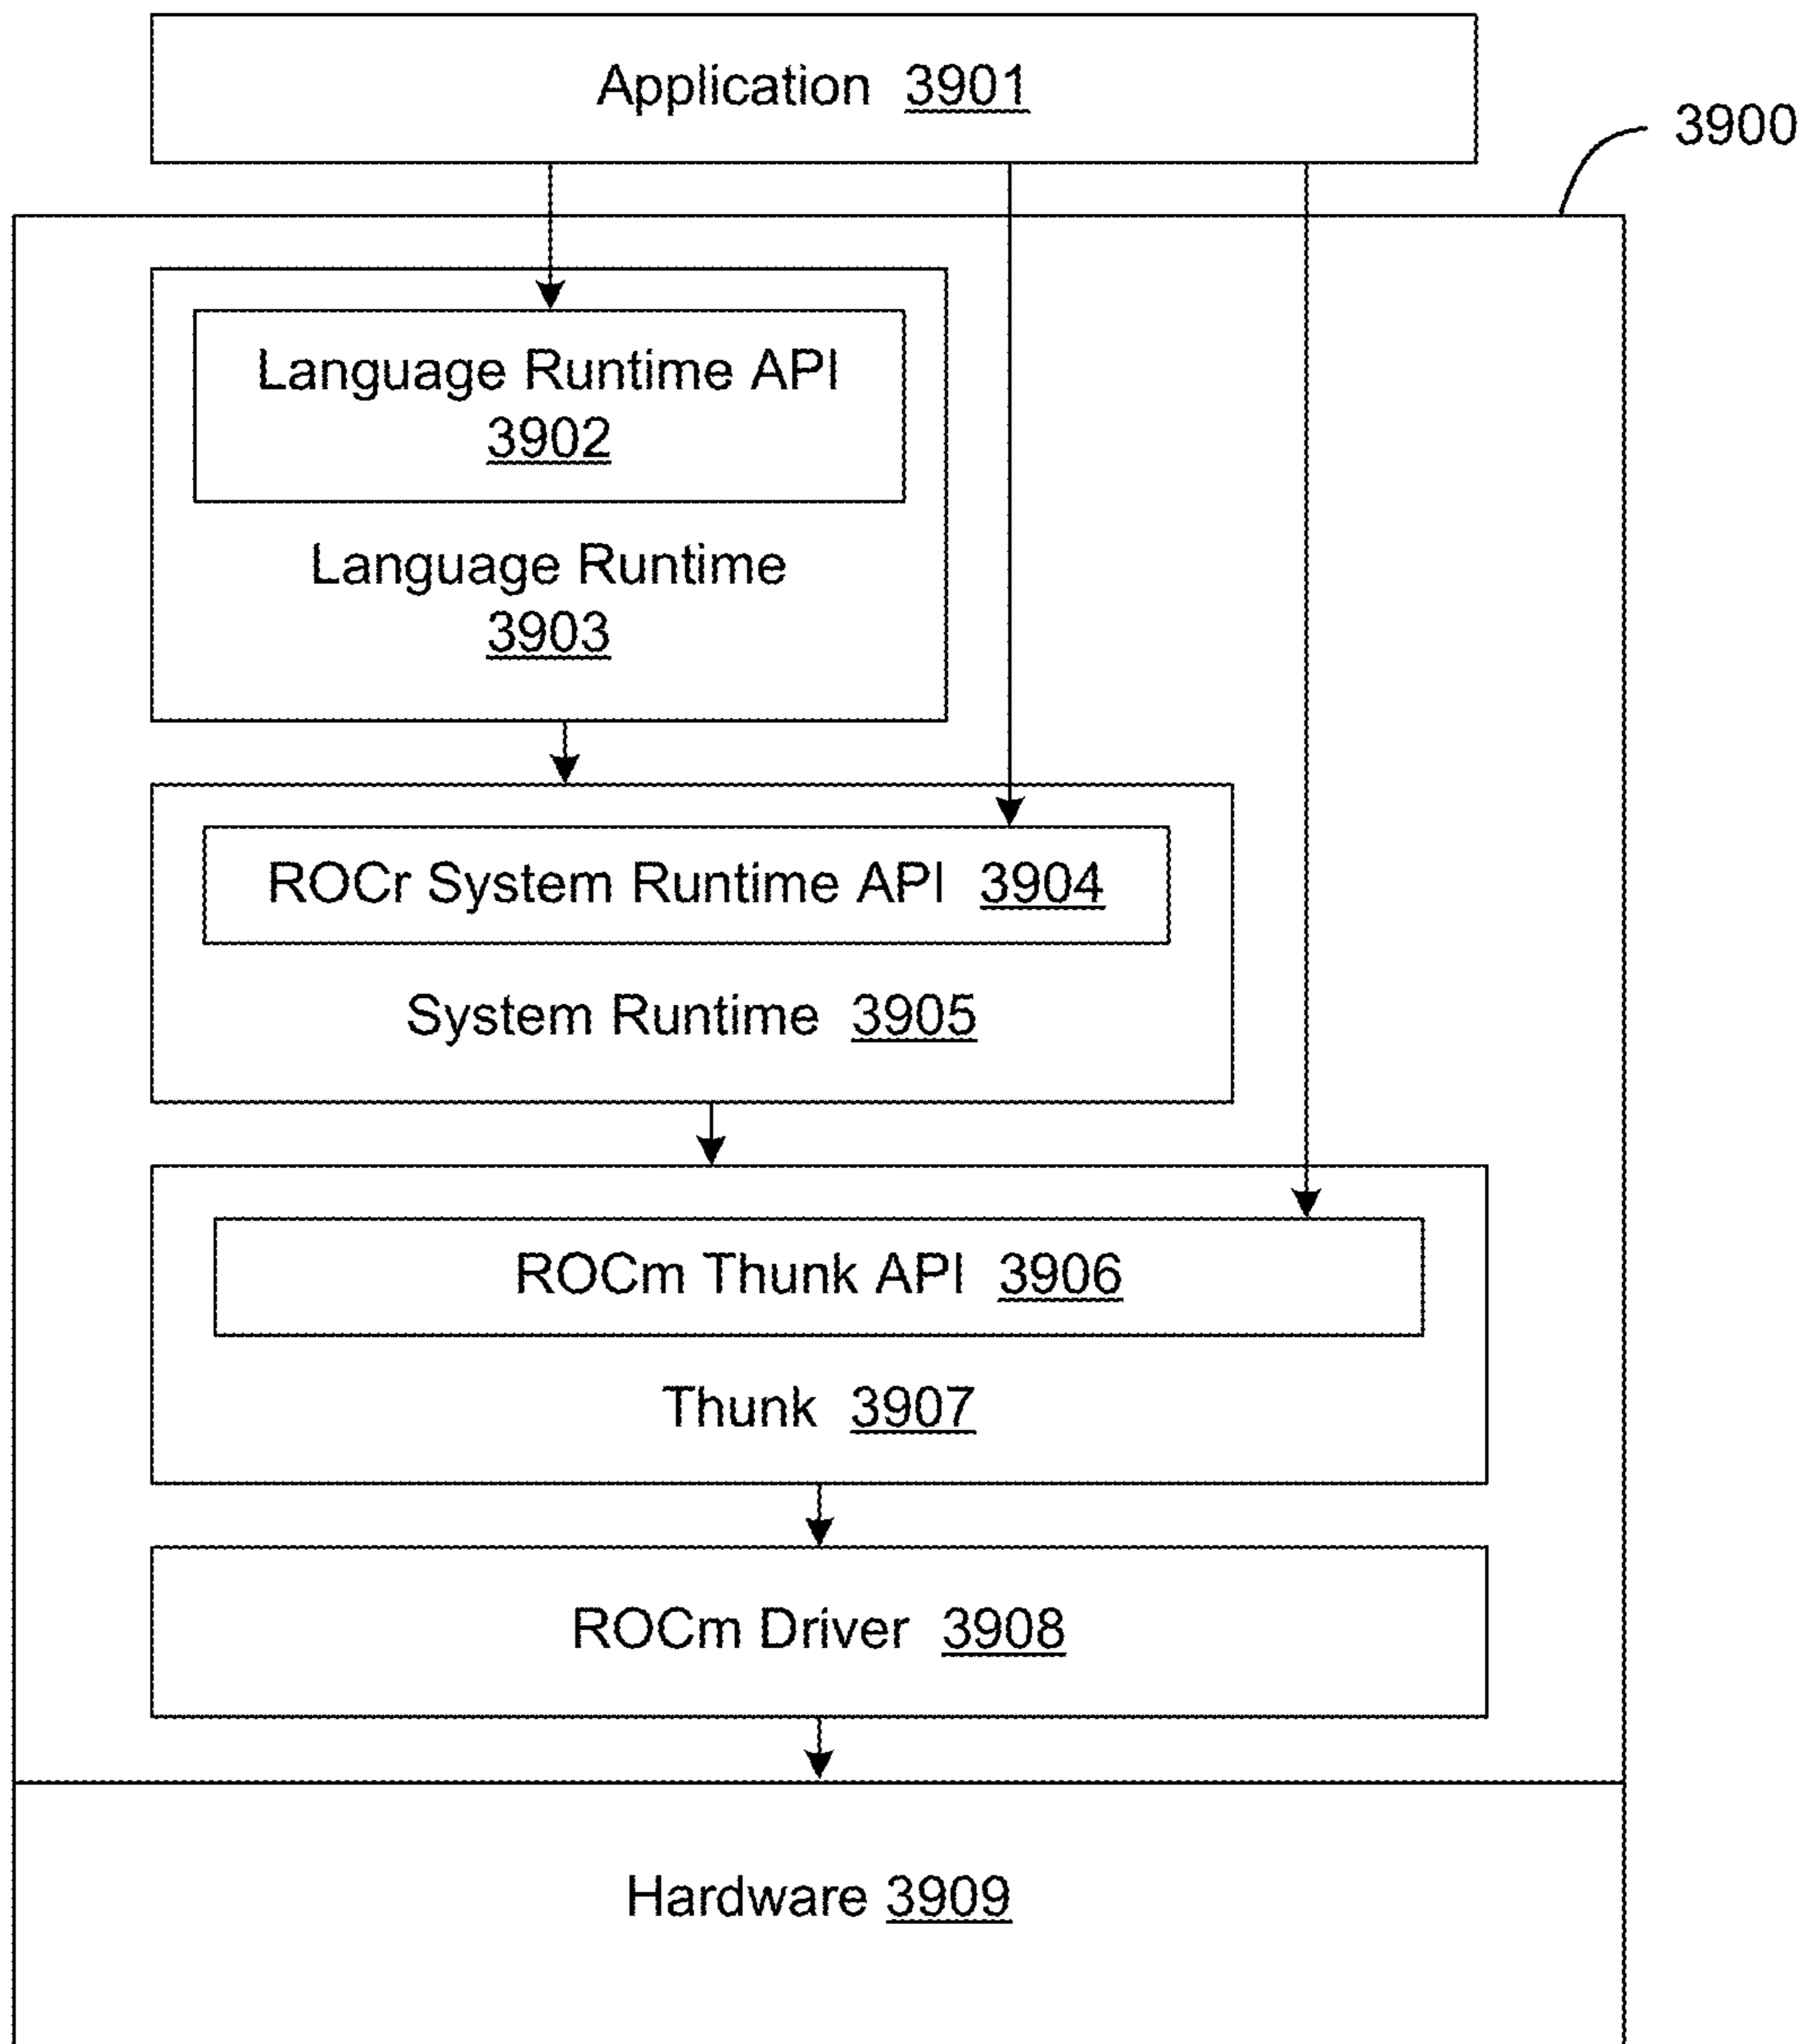 Application 3901
3900
Language Runtime API
3902
Language Runtime
3903
ROCr System Runtime API 3904
System Runtime 3905
ROCm Thunk API 3906
Thunk 3907
ROCm Driver 3908
Hardware 3909